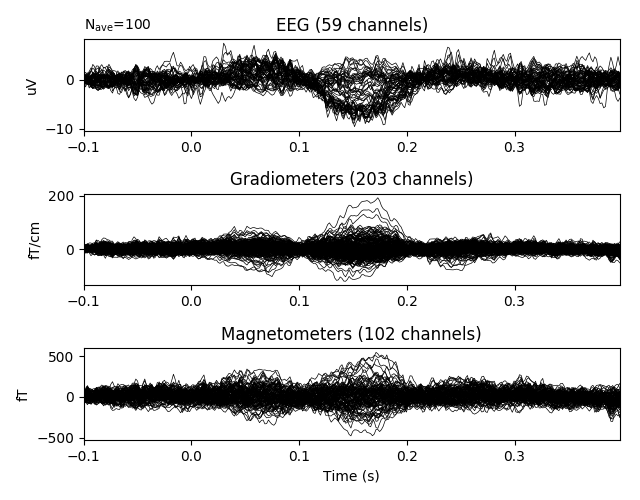 N_ave=100
EEG (59 channels)
uV
0
−10
−0.1 0.0 0.1 0.2 0.3
Gradiometers (203 channels)
fT/cm
200
0
−0.1 0.0 0.1 0.2 0.3
Magnetometers (102 channels)
fT
500
0
−500
−0.1 0.0 0.1 0.2 0.3
Time (s)